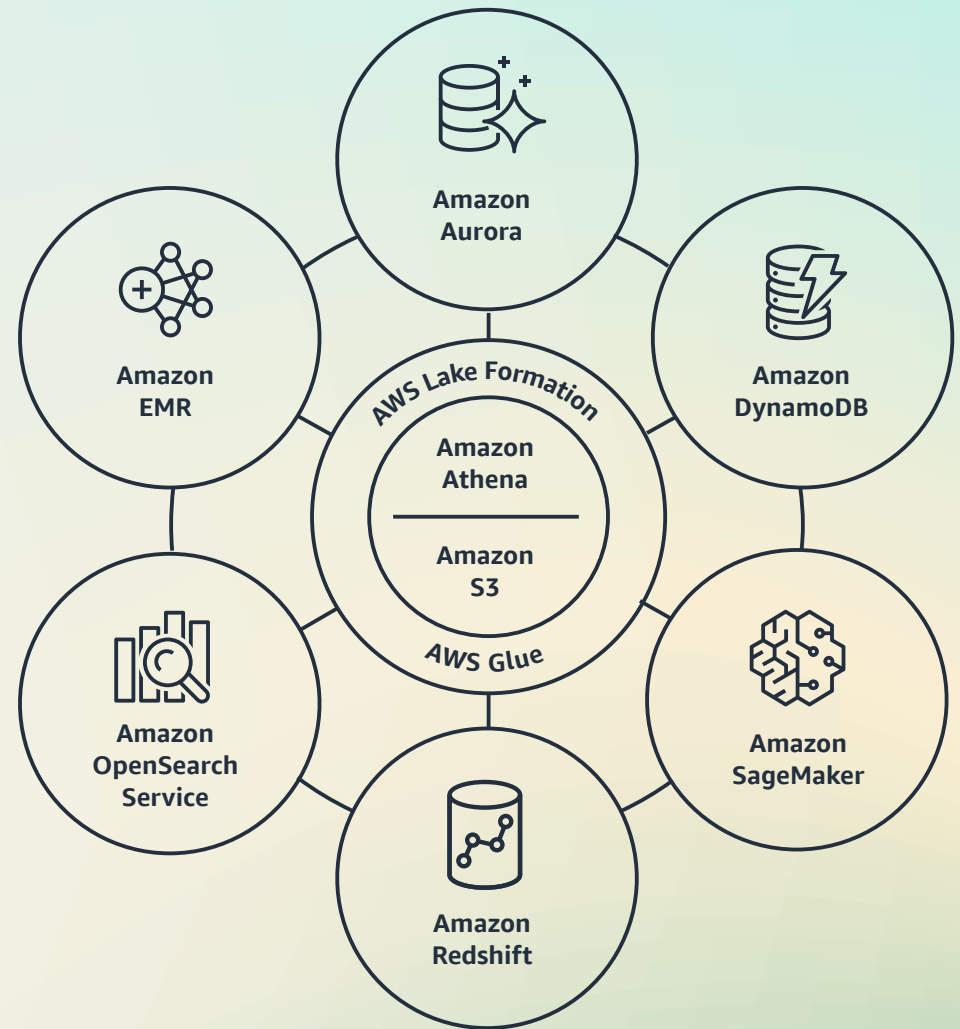 Amazon
Aurora
Amazon
EMR
Amazon
DynamoDB
AWS Lake Formation
Amazon
Athena
Amazon
S3
AWS Glue
Amazon
OpenSearch
Service
Amazon
SageMaker
Amazon
Redshift